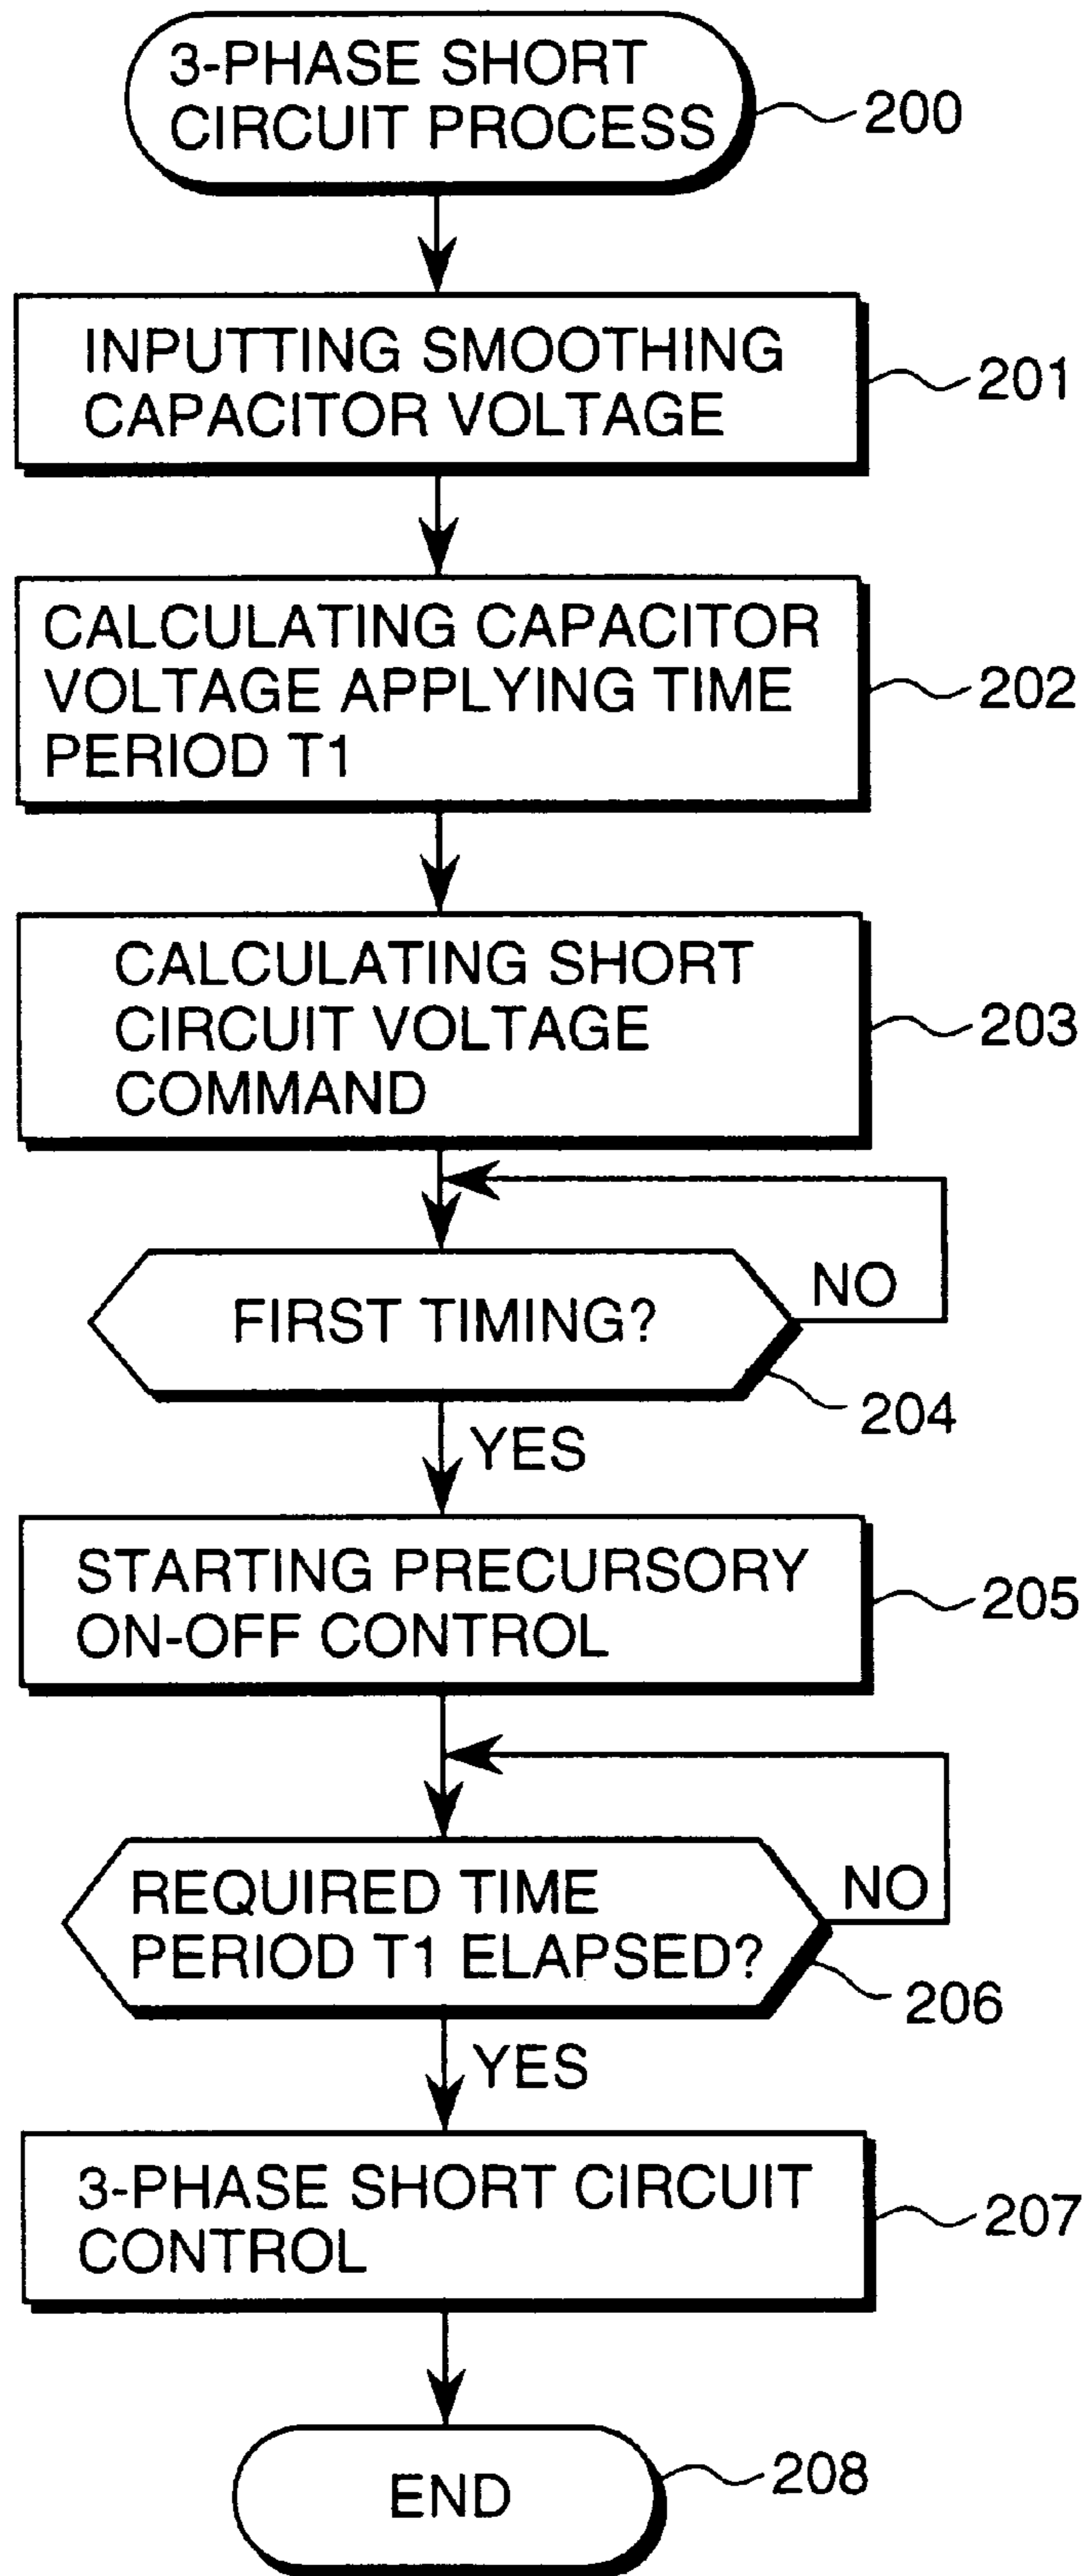 3-PHASE SHORT
CIRCUIT PROCESS
200
INPUTTING SMOOTHING
CAPACITOR VOLTAGE
201
CALCULATING CAPACITOR
VOLTAGE APPLYING TIME
PERIOD T1
202
CALCULATING SHORT
CIRCUIT VOLTAGE
COMMAND
203
FIRST TIMING?
NO
204
YES
STARTING PRECURSORY
ON-OFF CONTROL
205
REQUIRED TIME
PERIOD T1 ELAPSED?
NO
206
YES
3-PHASE SHORT CIRCUIT
CONTROL
207
END
208